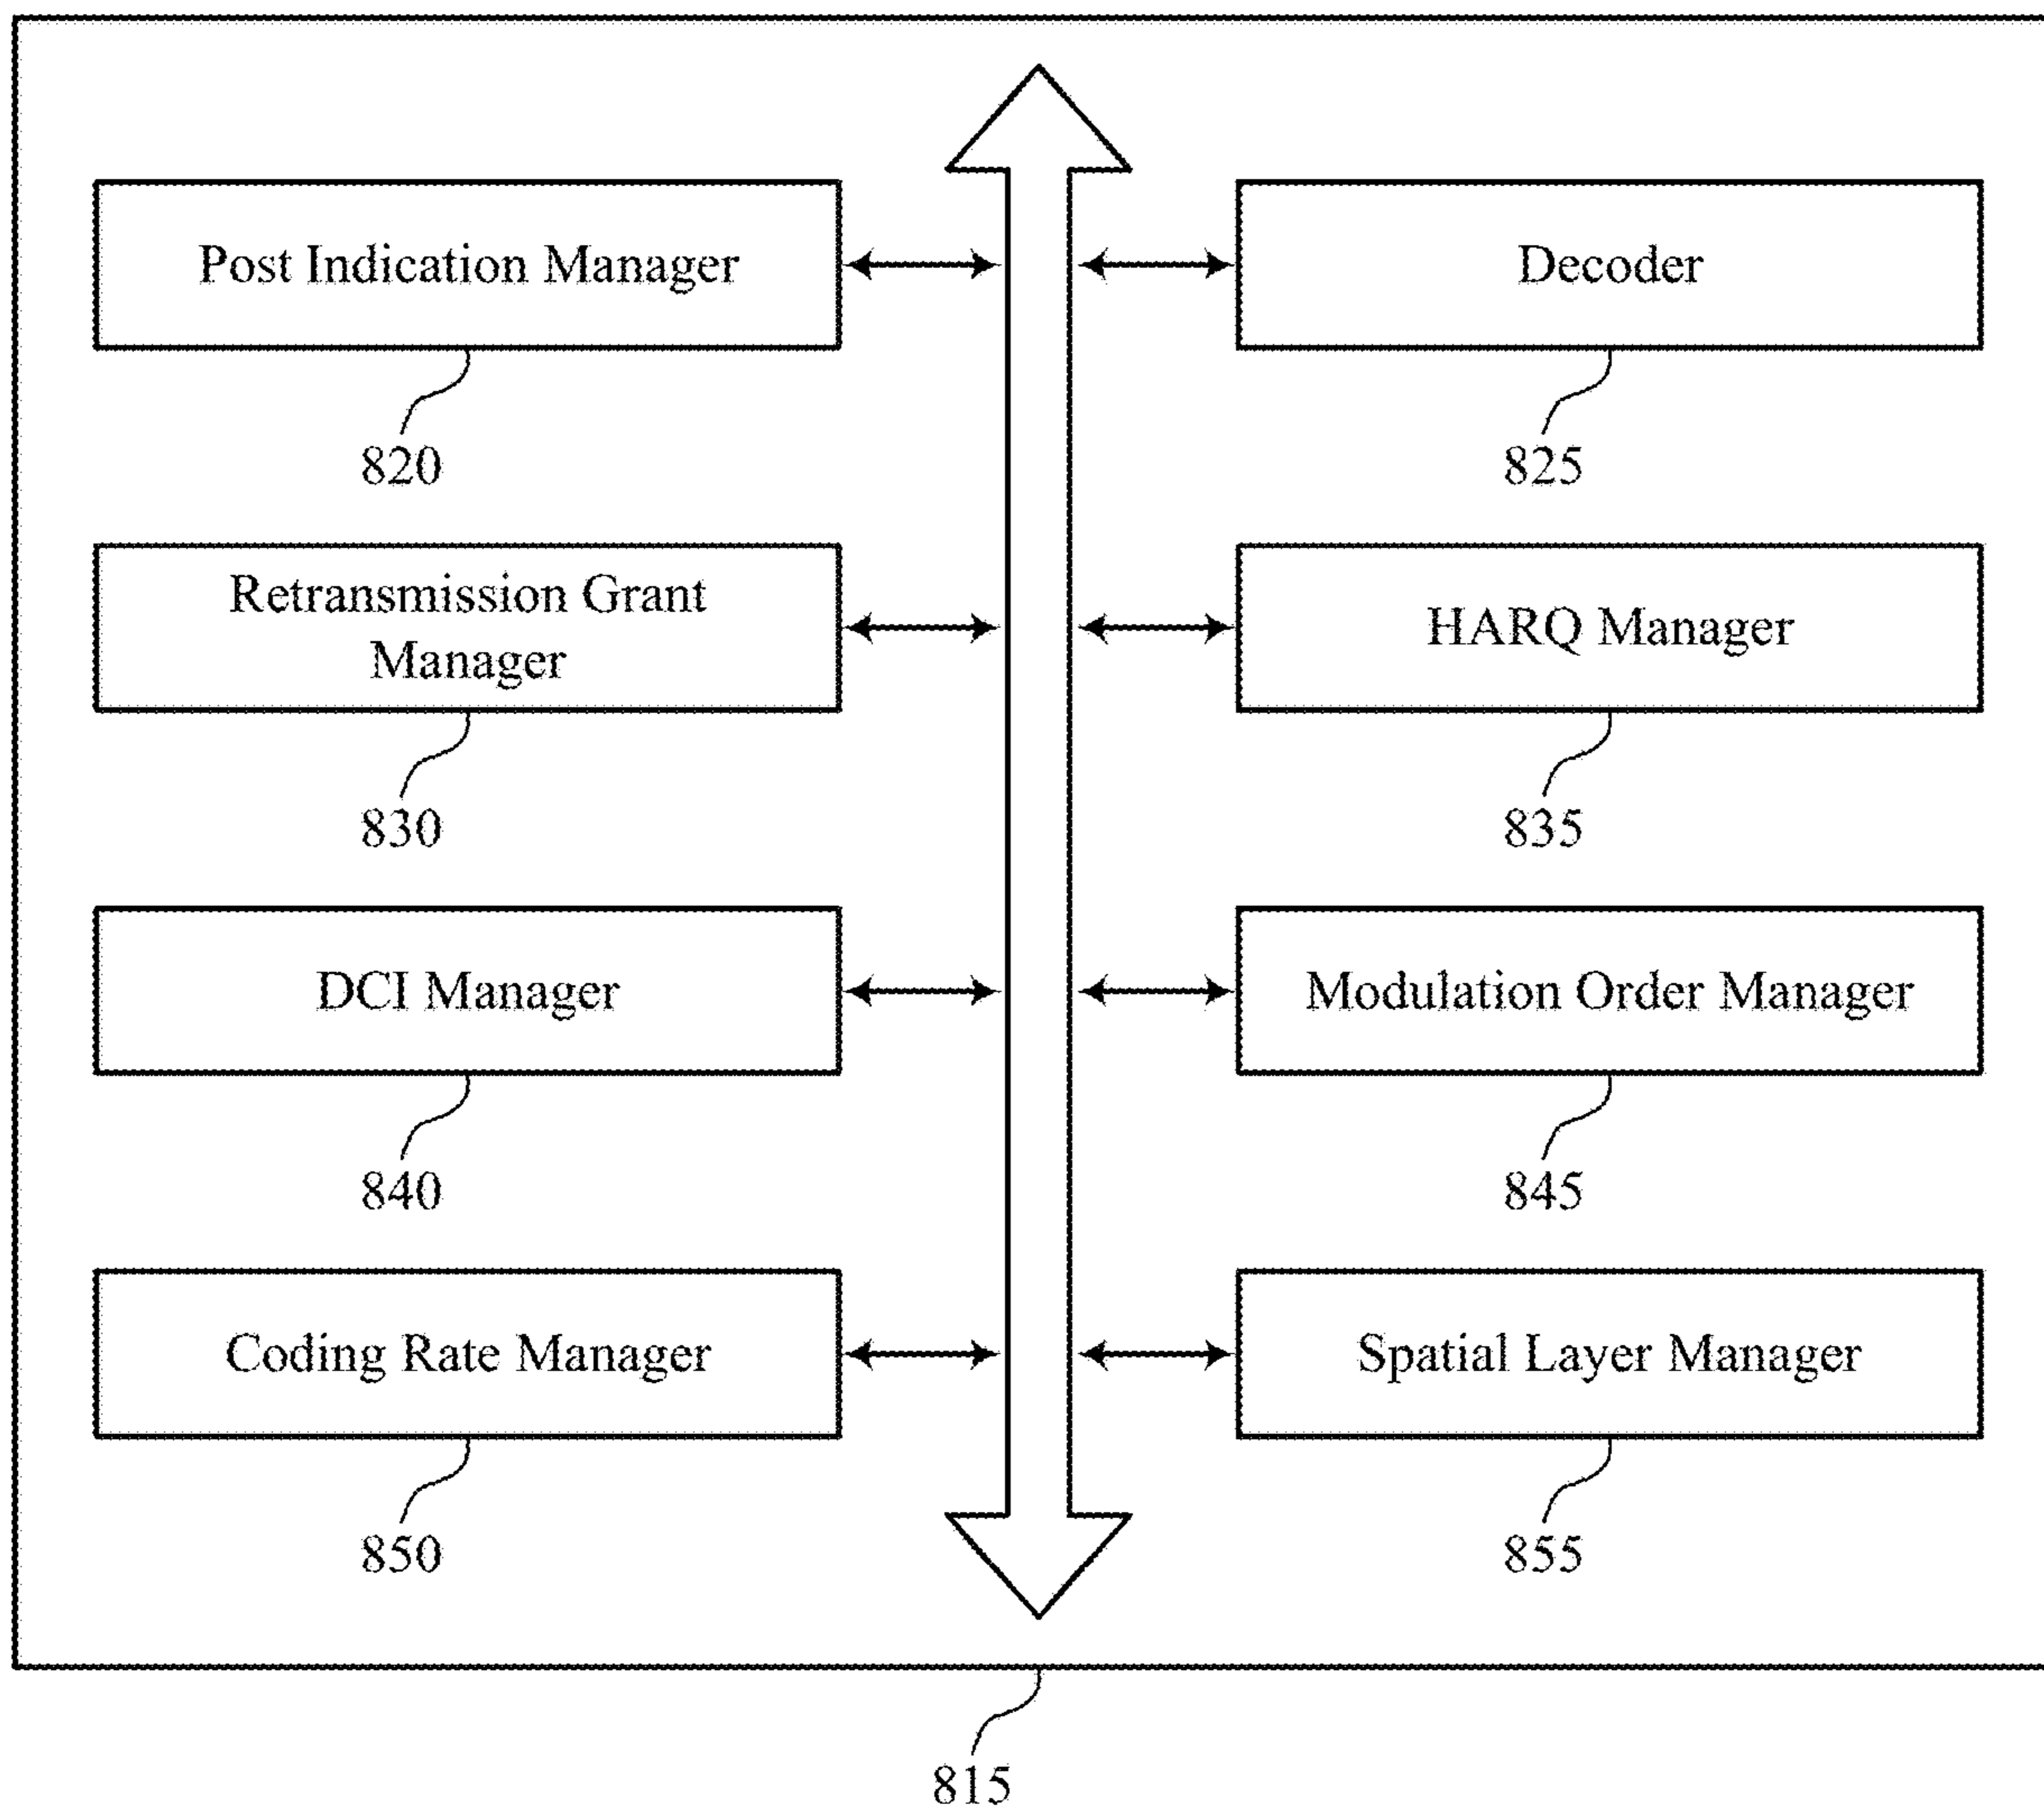 Post Indication Manager
Decoder
820
825
Retransmission Grant
Manager
HARQ Manager
830
835
DCI Manager
Modulation Order Manager
840
845
Coding Rate Manager
Spatial Layer Manager
850
855
815